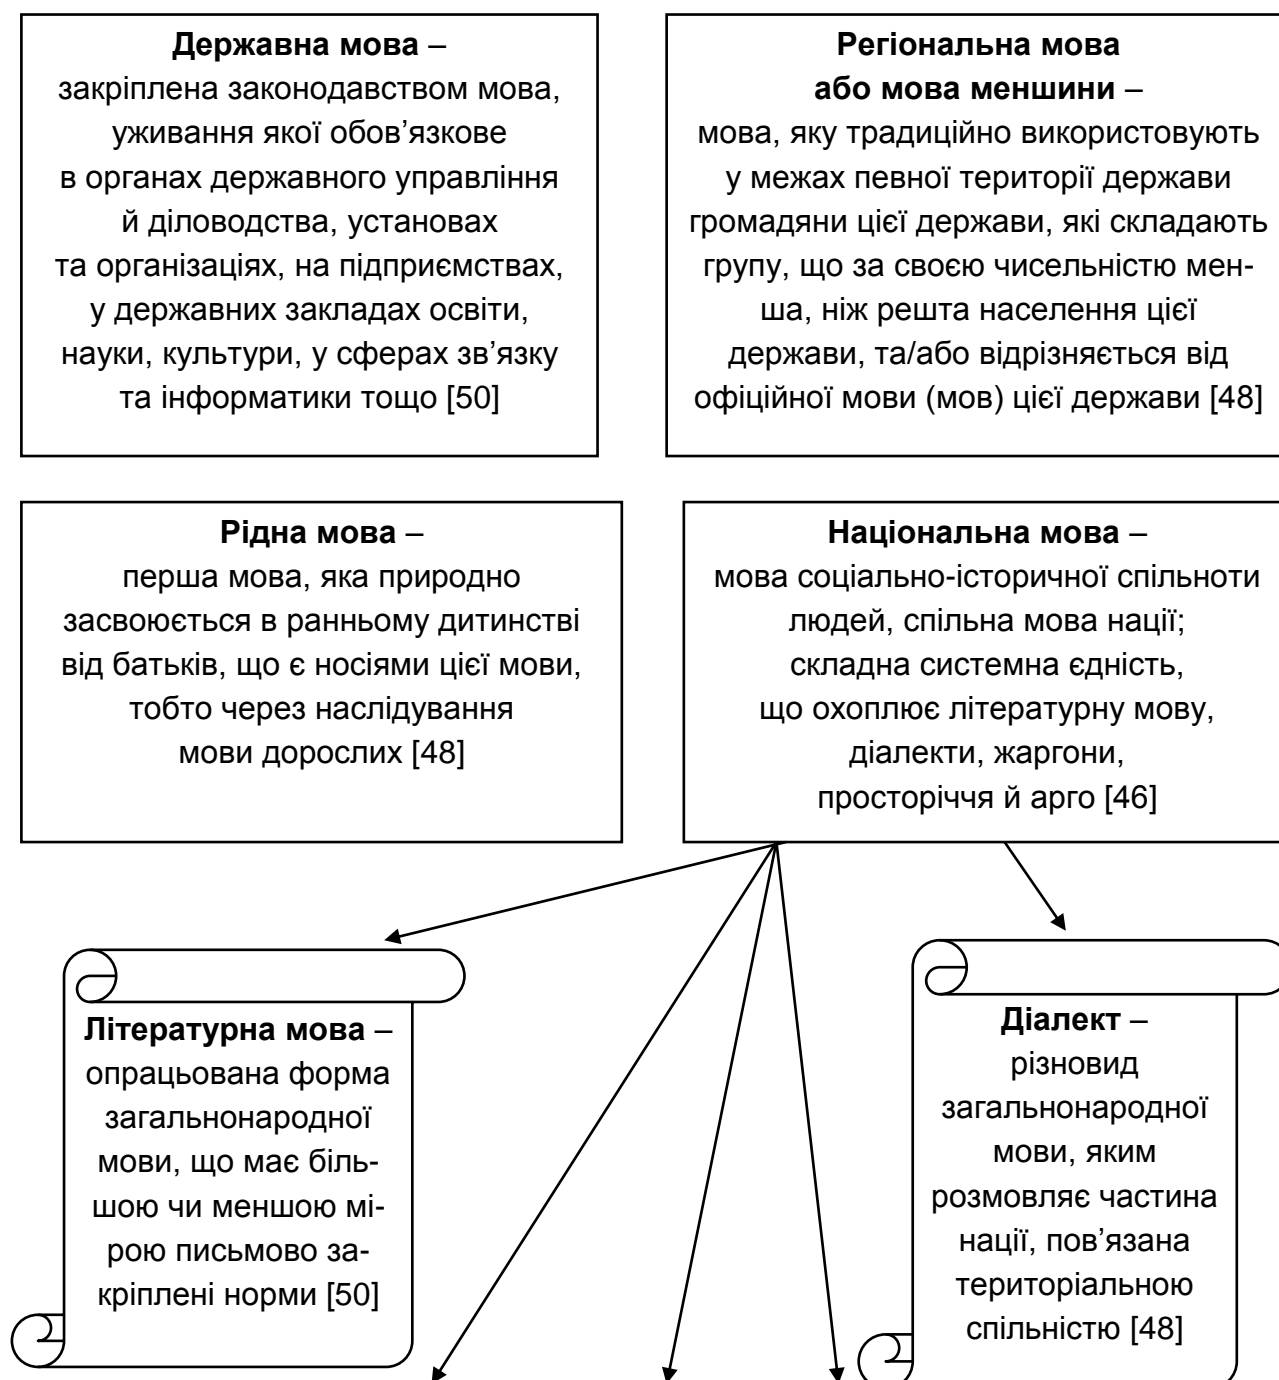 Державна мова –
закріплена законодавством мова,
уживання якої обов’язкове
в органах державного управління
й діловодства, установах
та організаціях, на підприємствах,
у державних закладах освіти,
науки, культури, у сферах зв’язку
та інформатики тощо [50]
Регіональна мова
або мова меншини –
мова, яку традиційно використовують
у межах певної території держави
громадяни цієї держави, які складають
групу, що за своєю чисельністю мен-
ша, ніж решта населення цієї
держави, та/або відрізняється від
офіційної мови (мов) цієї держави [48]
Рідна мова –
перша мова, яка природно
засвоюється в ранньому дитинстві
від батьків, що є носіями цієї мови,
тобто через наслідування
мови дорослих [48]
Національна мова –
мова соціально-історичної спільноти
людей, спільна мова нації;
складна системна єдність,
що охоплює літературну мову,
діалекти, жаргони,
просторіччя й арго [46]
Літературна мова –
опрацьована форма
загальнонародної
мови, що має біль-
шою чи меншою мі-
рою письмово за-
кріплені норми [50]
Діалект –
різновид
загальнонародної
мови, яким
розмовляє частина
нації, пов’язана
територіальною
спільністю [48]